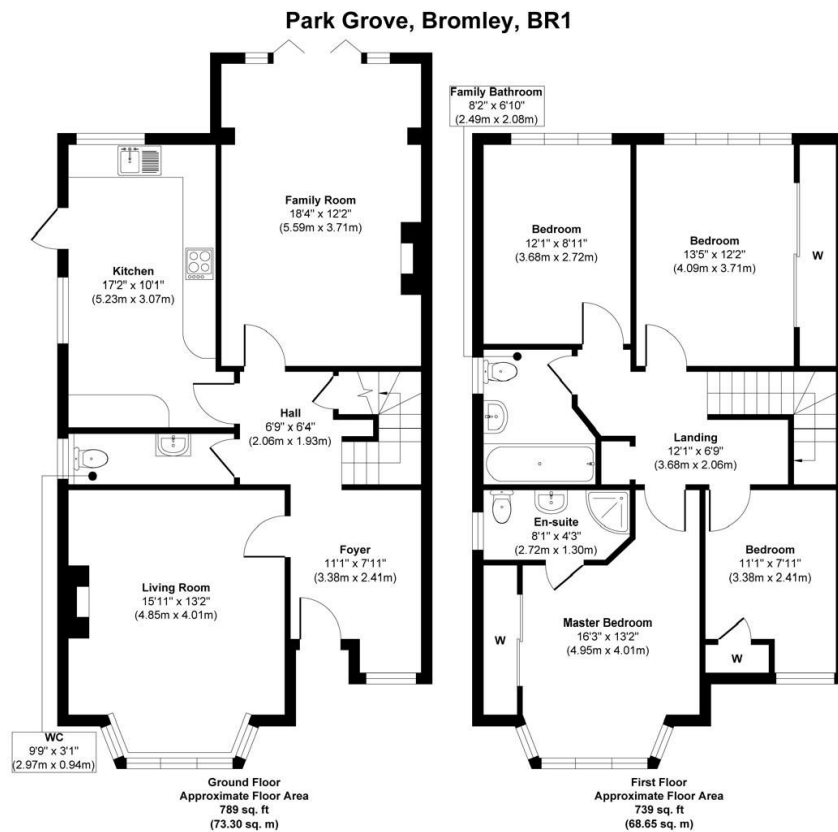 Park Grove, Bromley, BR1
Family Room
18'4" x 12'2"
(5.59m x 3.71m)
Kitchen
17'2" x 10'1"
(5.23m x 3.07m)
Hall
6'9" x 6'4"
(2.06m x 1.93m)
Foyer
11'1" x 7'11"
(3.38m x 2.41m)
Living Room
15'11" x 13'2"
(4.85m x 4.01m)
WC
9'9" x 3'1"
(2.97m x 0.94m)
Ground Floor
Approximate Floor Area
789 sq. ft
(73.30 sq. m)
Family Bathroom
8'2" x 6'10"
(2.49m x 2.08m)
Bedroom
12'1" x 8'11"
(3.68m x 2.72m)
Bedroom
13'5" x 12'2"
(4.09m x 3.71m)
W
Landing
12'1" x 6'9"
(3.68m x 2.06m)
En-suite
8'1" x 4'3"
(2.72m x 1.30m)
Bedroom
11'1" x 7'11"
(3.38m x 2.41m)
Master Bedroom
16'3" x 13'2"
(4.95m x 4.01m)
W
W
First Floor
Approximate Floor Area
739 sq. ft
(68.65 sq. m)